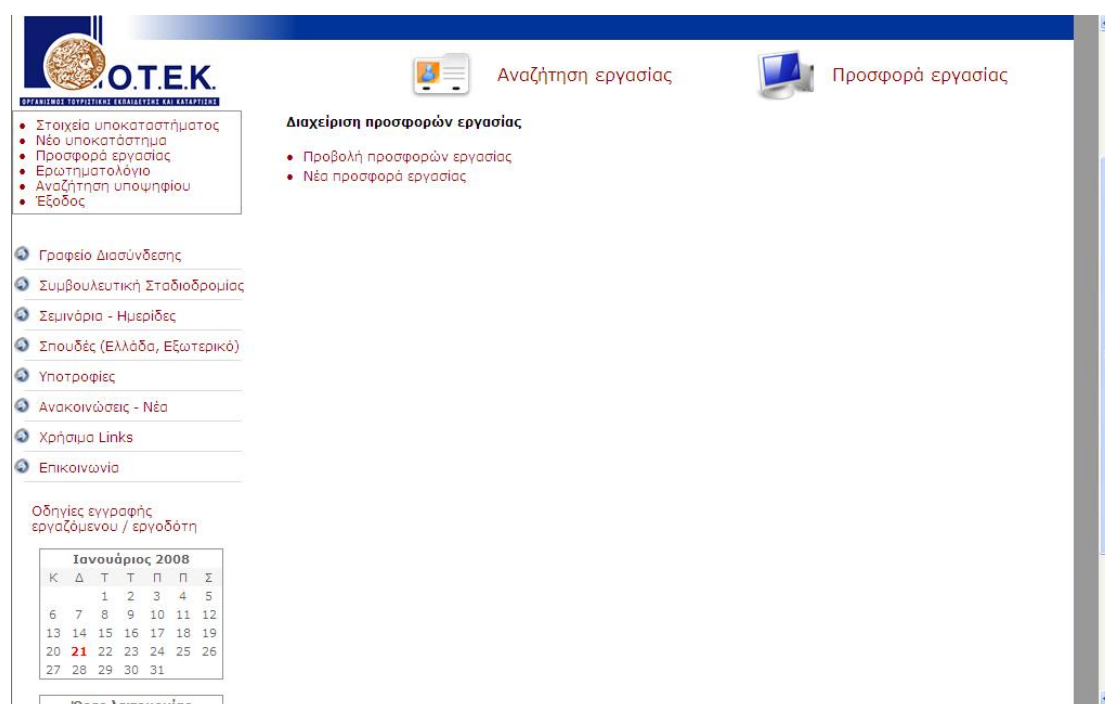 Ο.Τ.Ε.Κ.
ΟΡΓΑΝΙΣΜΟΣ ΤΟΥΡΙΣΤΙΚΗΣ ΕΚΠΑΙΔΕΥΣΗΣ ΚΑΙ ΚΑΤΑΡΤΙΣΗΣ
Αναζήτηση εργασίας
Προσφορά εργασίας
Στοιχεία υποκαταστήματος
Νέο υποκατάστημα
Προσφορά εργασίας
Ερωτηματολόγιο
Αναζήτηση υποψηφίου
Έξοδος
Διαχείριση προσφορών εργασίας
Προβολή προσφορών εργασίας
Νέα προσφορά εργασίας
Γραφείο Διασύνδεσης
Συμβουλευτική Σταδιοδρομίας
Σεμινάρια - Ημερίδες
Σπουδές (Ελλάδα, Εξωτερικό)
Υποτροφίες
Ανακοινώσεις - Νέα
Χρήσιμα Links
Επικοινωνία
Οδηγίες εγγραφής
εργαζόμενου / εργοδότη
Ιανουάριος 2008
Κ Δ Τ Τ Π Π Σ
1 2 3 4 5
6 7 8 9 10 11 12
13 14 15 16 17 18 19
20 21 22 23 24 25 26
27 28 29 30 31